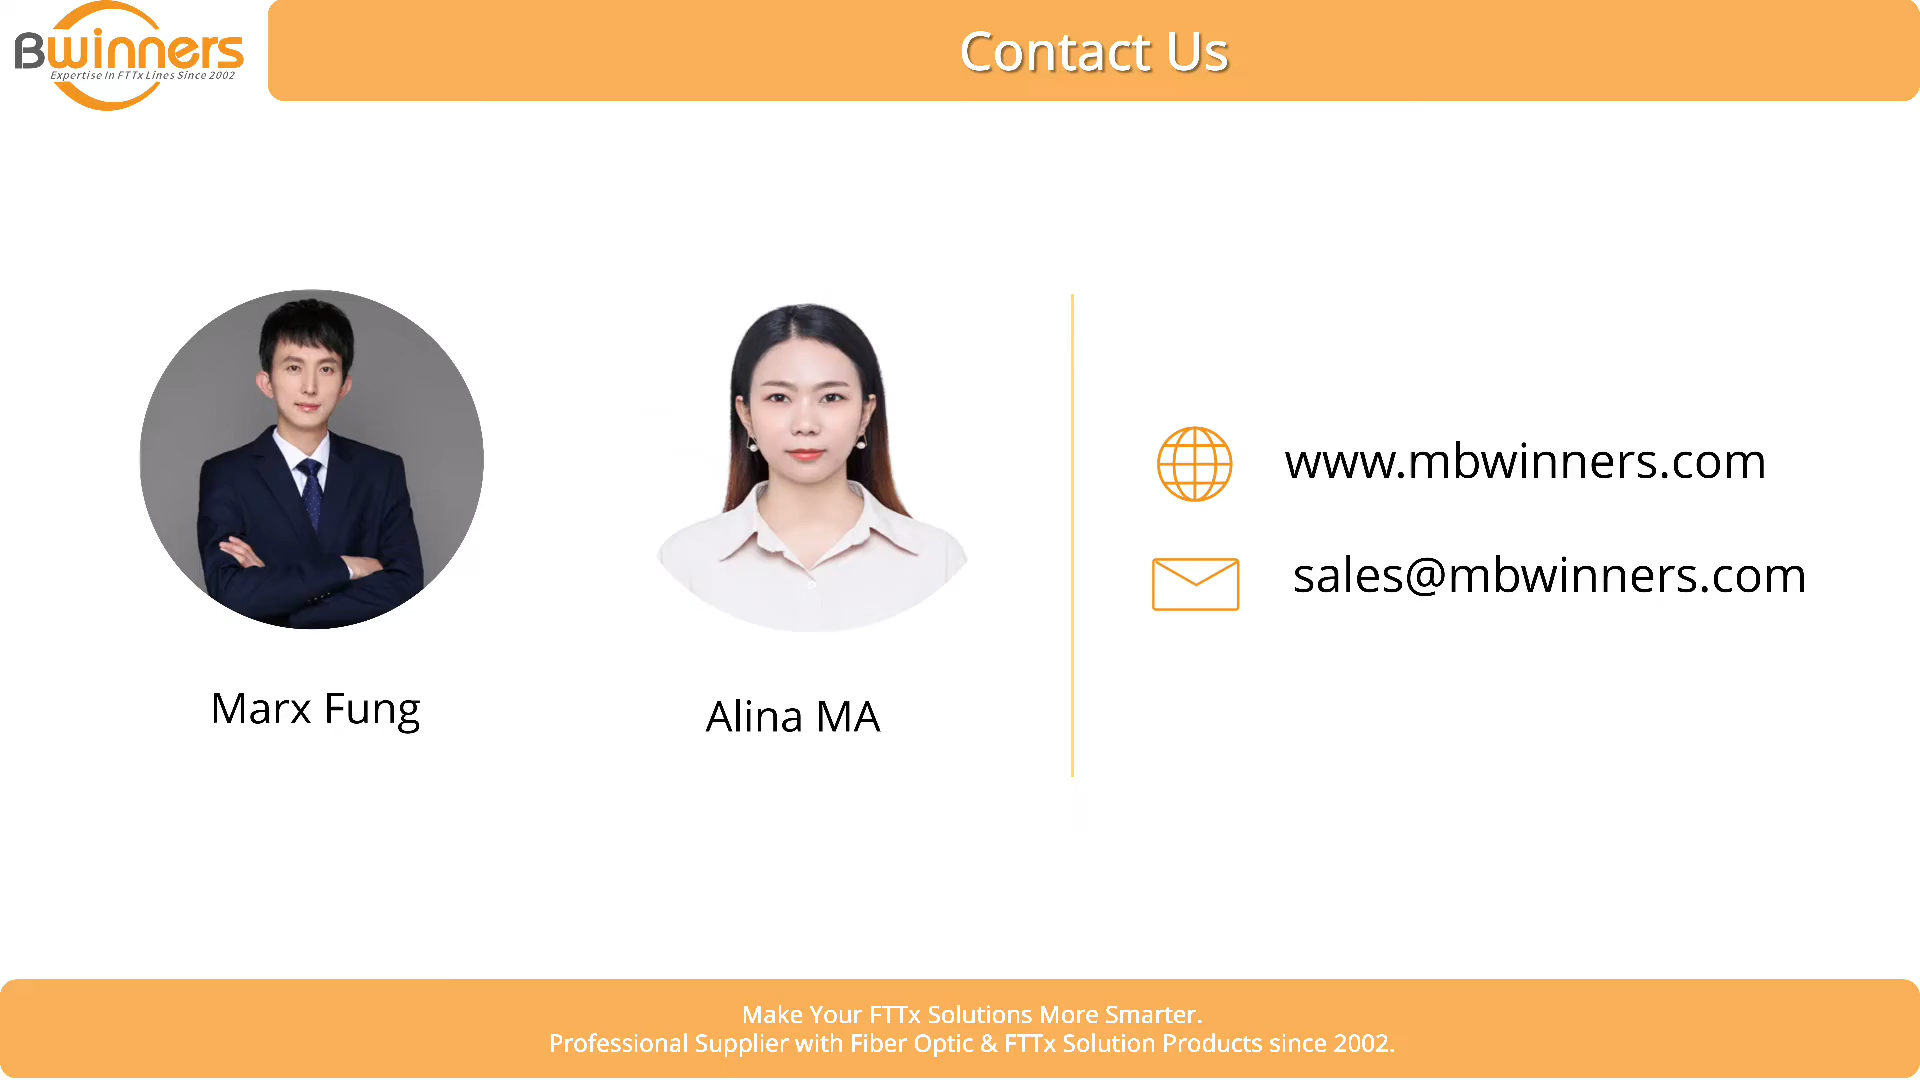 Bwinners
Expertise In FTTx Lines Since 2002
Contact Us
Marx Fung
Alina MA
www.mbwinners.com
sales@mbwinners.com
Make Your FTTx Solutions More Smarter.
Professional Supplier with Fiber Optic & FTTx Solution Products since 2002.